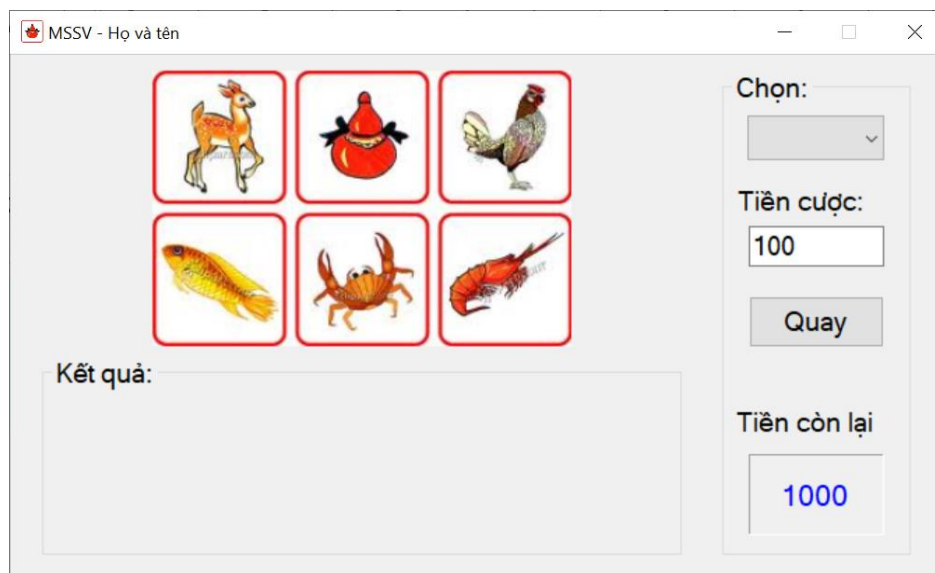 MSSV - Họ và tên
Chọn:
Tiền cược:
100
Quay
Kết quả:
Tiền còn lại
1000